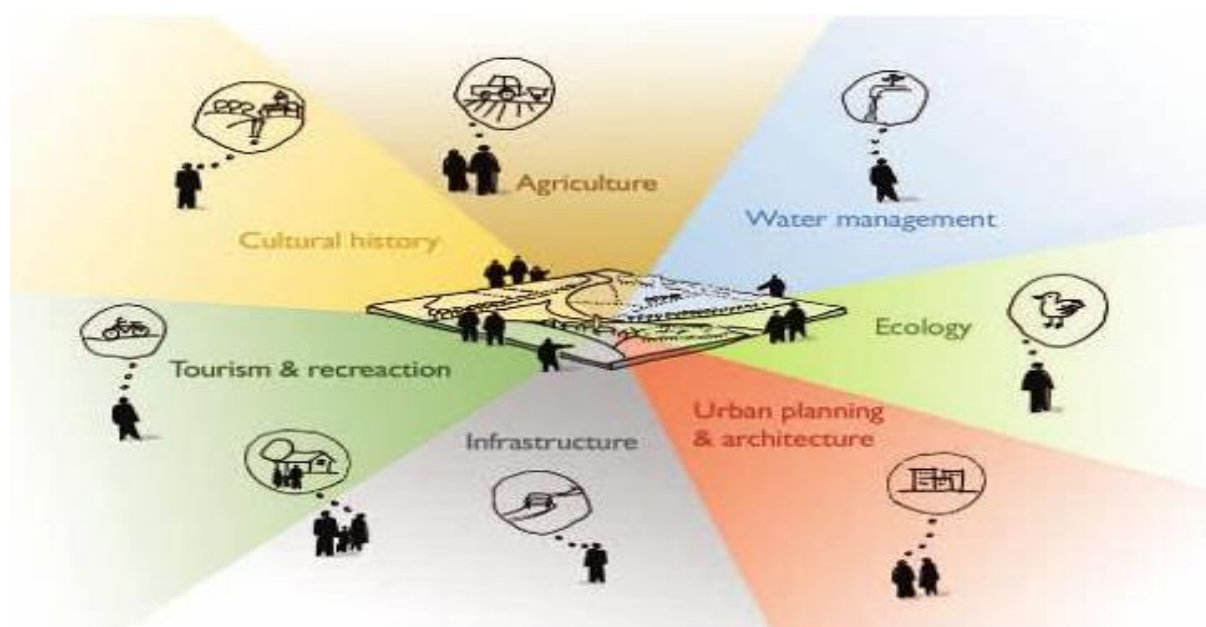 Agriculture
Water management
Cultural history
Ecology
Tourism & recreaction
Urban planning
& architecture
Infrastructure